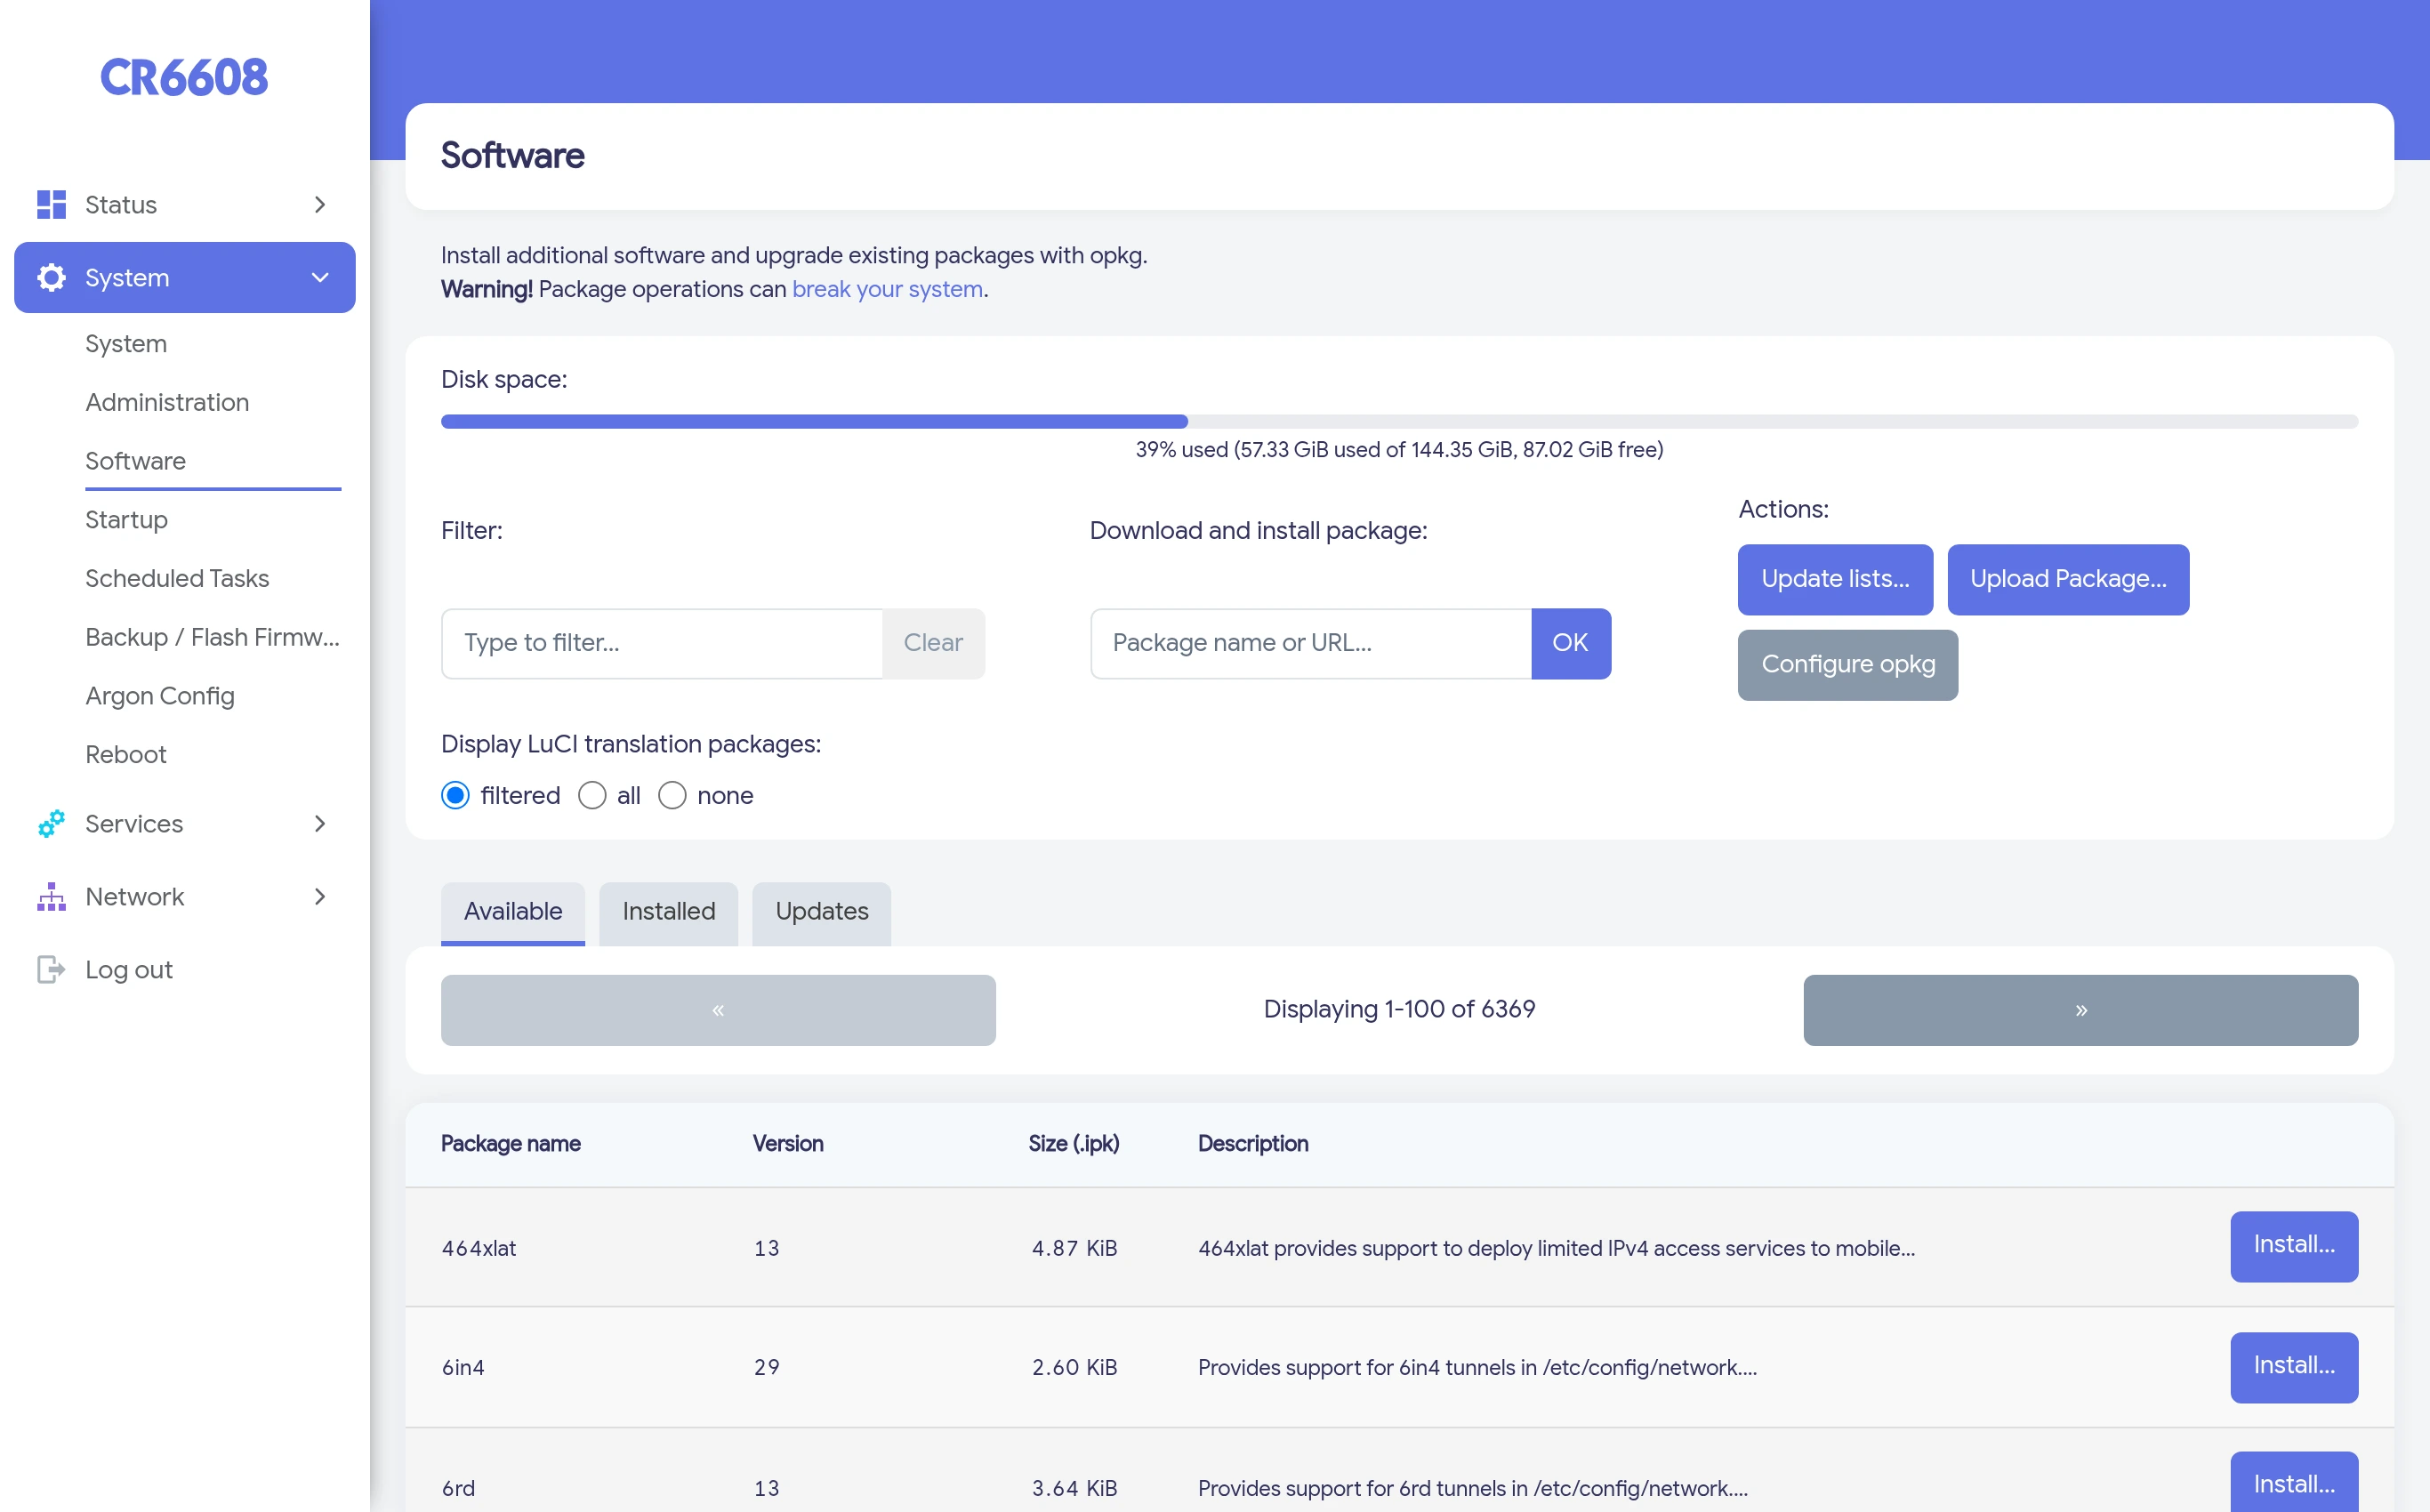 CR6608
Status
System
System
Administration
Software
Startup
Scheduled Tasks
Backup / Flash Firmw...
Argon Config
Reboot
Services
Network
Log out
Software
Install additional software and upgrade existing packages with opkg.
Warning! Package operations can break your system.
Disk space:
39% used (57.33 GiB used of 144.35 GiB, 87.02 GiB free)
Filter:
Type to filter...
Clear
Download and install package:
Package name or URL...
OK
Actions:
Update lists...
Upload Package...
Configure opkg
Display LuCI translation packages:
filtered all none
Available Installed Updates
« Displaying 1-100 of 6369 »
Package name Version Size (.ipk) Description
464xlat 13 4.87 KiB 464xlat provides support to deploy limited IPv4 access services to mobile... Install...
6in4 29 2.60 KiB Provides support for 6in4 tunnels in /etc/config/network.... Install...
6rd 13 3.64 KiB Provides support for 6rd tunnels in /etc/config/network.... Install...